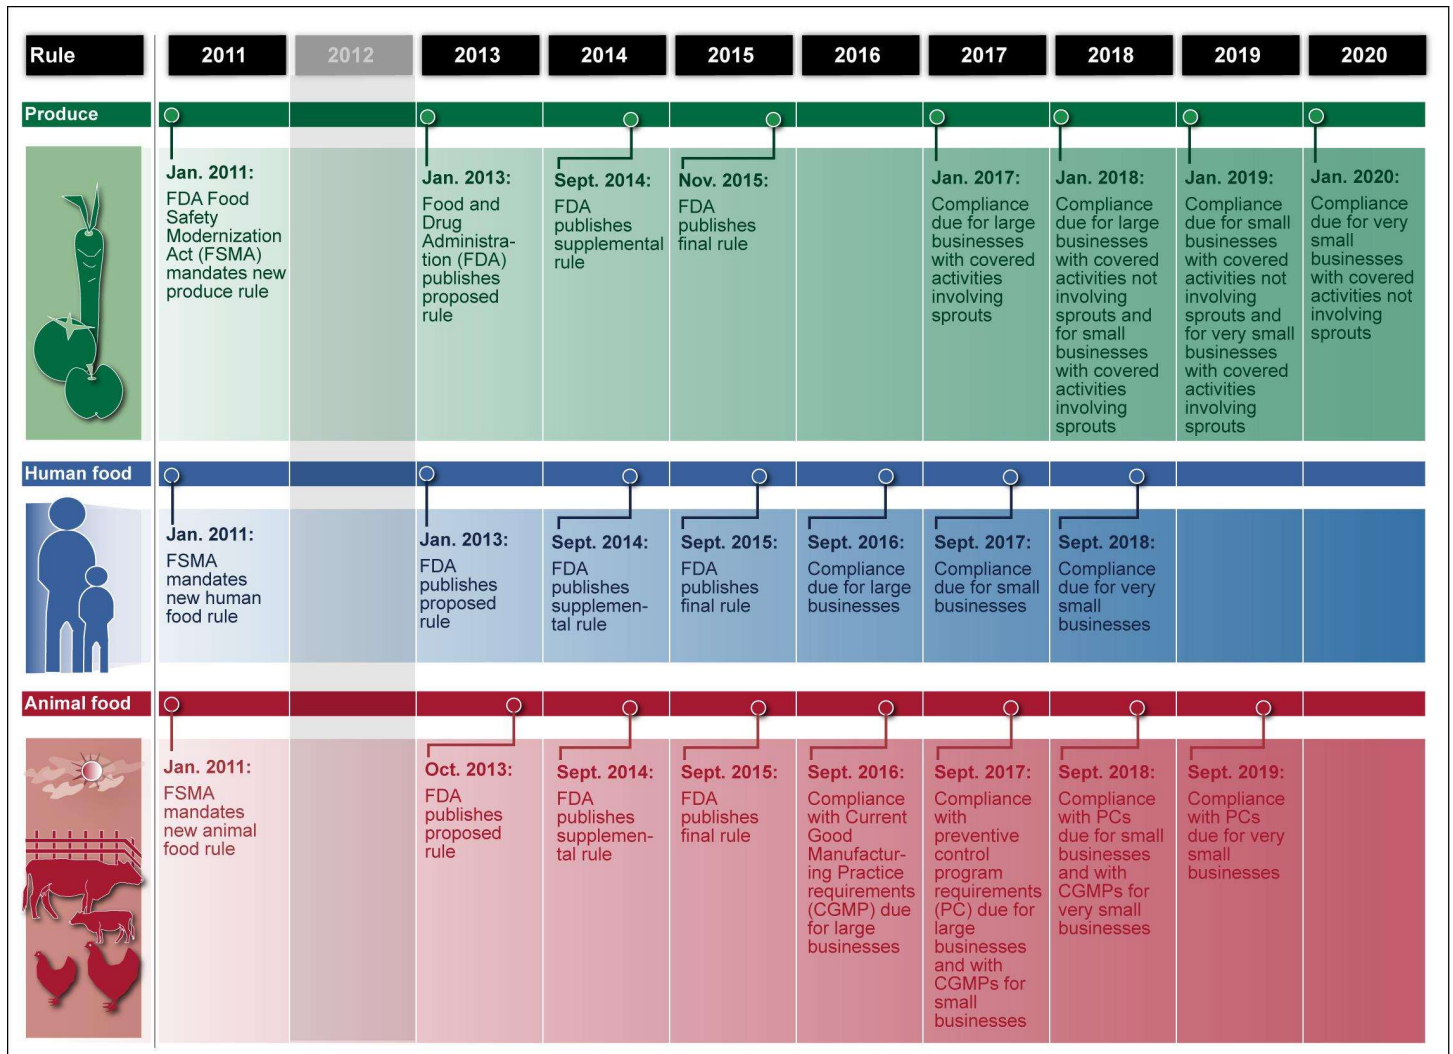 Rule
2011
2012
2013
2014
2015
2016
2017
2018
2019
2020
Produce
Jan. 2011:
FDA Food
Safety
Modernization
Act (FSMA)
mandates new
produce rule
Jan. 2013:
Food and
Drug
Administra-
tion (FDA)
publishes
proposed
rule
Sept. 2014:
FDA
publishes
supplemental
rule
Nov. 2015:
FDA
publishes
final rule
Jan. 2017:
Compliance
due for large
businesses
with covered
activities
involving
sprouts
Jan. 2018:
Compliance
due for large
businesses
with covered
activities not
involving
sprouts and
for small
businesses
with covered
activities
involving
sprouts
Jan. 2019:
Compliance
due for small
businesses
with covered
activities not
involving
sprouts and
for very small
businesses
with covered
activities
involving
sprouts
Jan. 2020:
Compliance
due for very
small
businesses
with covered
activities not
involving
sprouts
Human food
Jan. 2011:
FSMA
mandates
new human
food rule
Jan. 2013:
FDA
publishes
proposed
rule
Sept. 2014:
FDA
publishes
supplemen-
tal rule
Sept. 2015:
FDA
publishes
final rule
Sept. 2016:
Compliance
due for large
businesses
Sept. 2017:
Compliance
due for small
businesses
Sept. 2018:
Compliance
due for very
small
businesses
Animal food
Jan. 2011:
FSMA
mandates
new animal
food rule
Oct. 2013:
FDA
publishes
proposed
rule
Sept. 2014:
FDA
publishes
supplemen-
tal rule
Sept. 2015:
FDA
publishes
final rule
Sept. 2016:
Compliance
with Current
Good
Manufactur-
ing Practice
requirements
(CGMP) due
for large
businesses
Sept. 2017:
Compliance
with
preventive
control
program
requirements
(PC) due for
large
businesses
and with
CGMPs for
small
businesses
Sept. 2018:
Compliance
with PCs
due for small
businesses
and with
CGMPs for
very small
businesses
Sept. 2019:
Compliance
with PCs
due for very
small
businesses